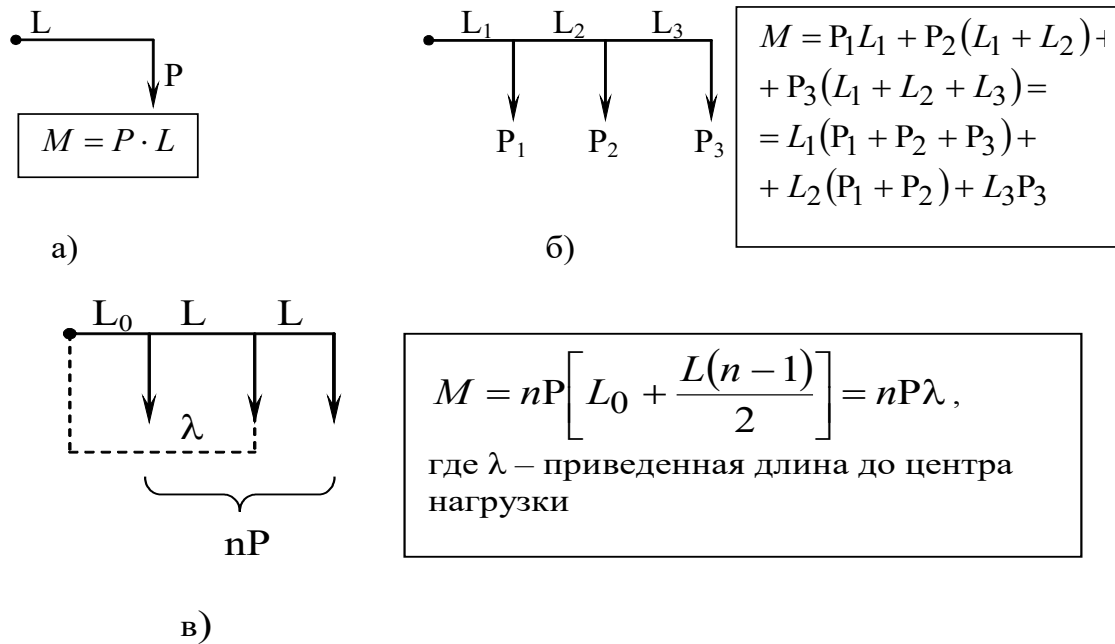 L
P
M = P · L
а)
L₁ L₂ L₃
P₁ P₂ P₃
M = P₁L₁ + P₂(L₁ + L₂)+
+ P₃(L₁ + L₂ + L₃)=
= L₁(P₁ + P₂ + P₃)+
+ L₂(P₁ + P₂)+ L₃P₃
б)
L₀ L L
λ
nP
M = nP[L₀ + L(n − 1)/2] = nPλ ,
где λ – приведенная длина до центра
нагрузки
в)